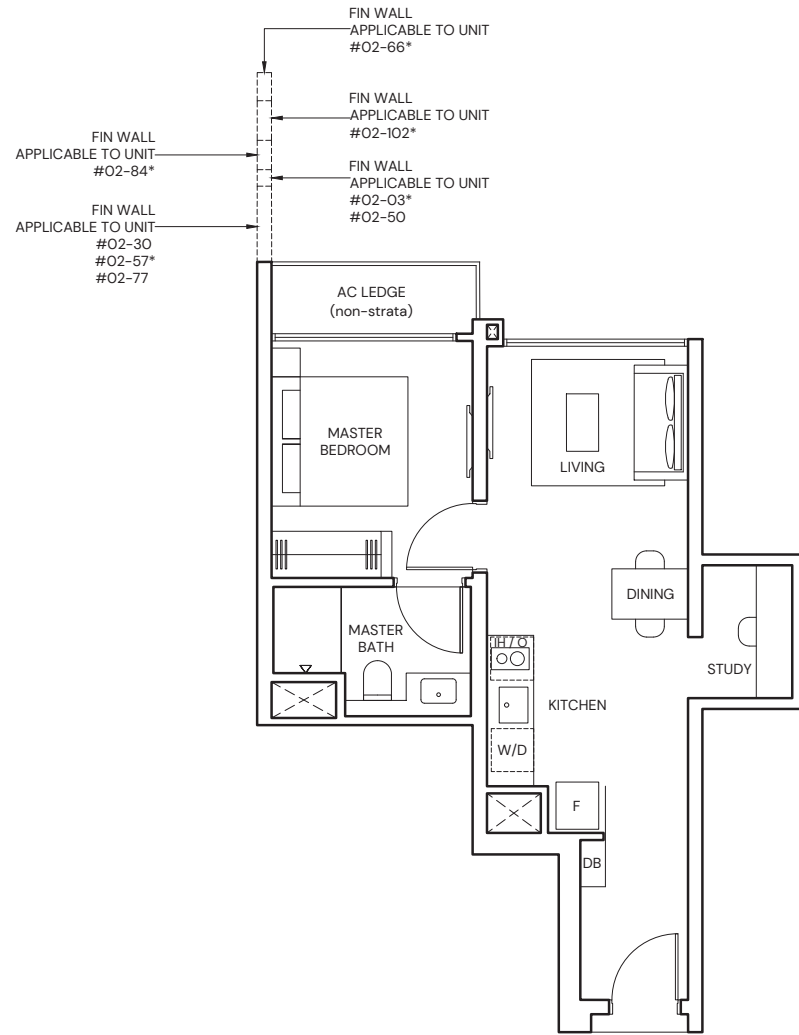 FIN WALL
APPLICABLE TO UNIT
#02-66*
FIN WALL
APPLICABLE TO UNIT
#02-102*
FIN WALL
APPLICABLE TO UNIT
#02-84*
FIN WALL
APPLICABLE TO UNIT
#02-03*
#02-50
FIN WALL
APPLICABLE TO UNIT
#02-30
#02-57*
#02-77
AC LEDGE
(non-strata)
MASTER
BEDROOM
LIVING
DINING
MASTER
BATH
IH / O
STUDY
KITCHEN
W/D
F
DB